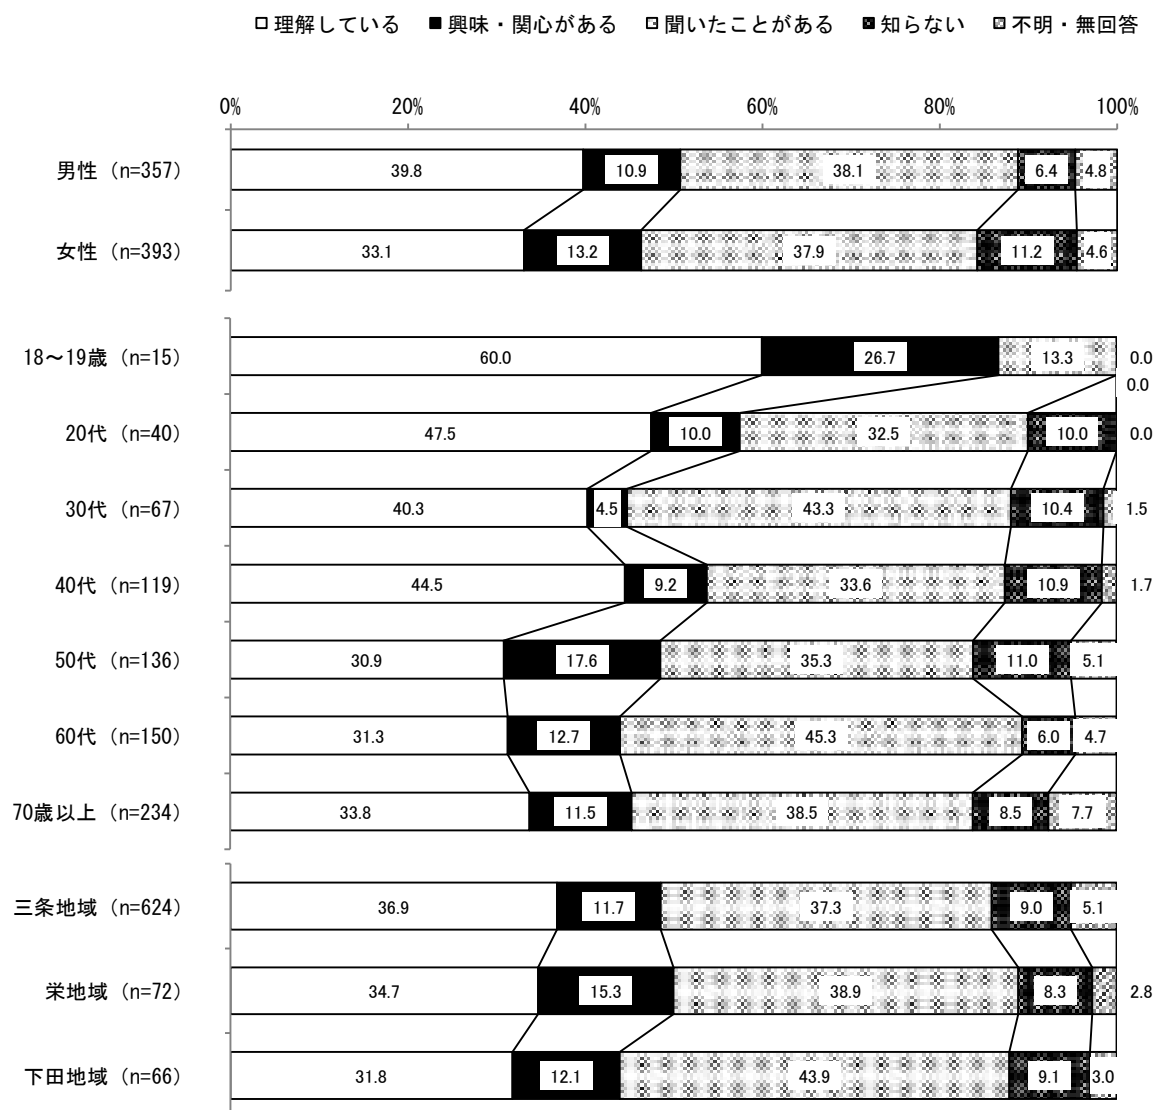 □理解している ■興味・関心がある □聞いたことがある ■知らない □不明・無回答
0% 20% 40% 60% 80% 100%
男性 (n=357) 39.8 10.9 38.1 6.4 4.8
女性 (n=393) 33.1 13.2 37.9 11.2 4.6
18～19歳 (n=15) 60.0 26.7 13.3 0.0
0.0
20代 (n=40) 47.5 10.0 32.5 10.0 0.0
30代 (n=67) 40.3 4.5 43.3 10.4 1.5
40代 (n=119) 44.5 9.2 33.6 10.9 1.7
50代 (n=136) 30.9 17.6 35.3 11.0 5.1
60代 (n=150) 31.3 12.7 45.3 6.0 4.7
70歳以上 (n=234) 33.8 11.5 38.5 8.5 7.7
三条地域 (n=624) 36.9 11.7 37.3 9.0 5.1
栄地域 (n=72) 34.7 15.3 38.9 8.3 2.8
下田地域 (n=66) 31.8 12.1 43.9 9.1 3.0